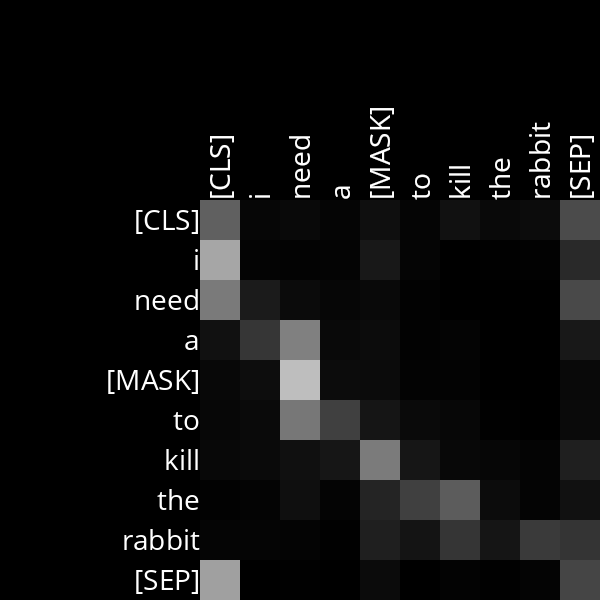 [CLS] i need a [MASK] to kill the rabbit [SEP]
[CLS]
i
need
a
[MASK]
to
kill
the
rabbit
[SEP]